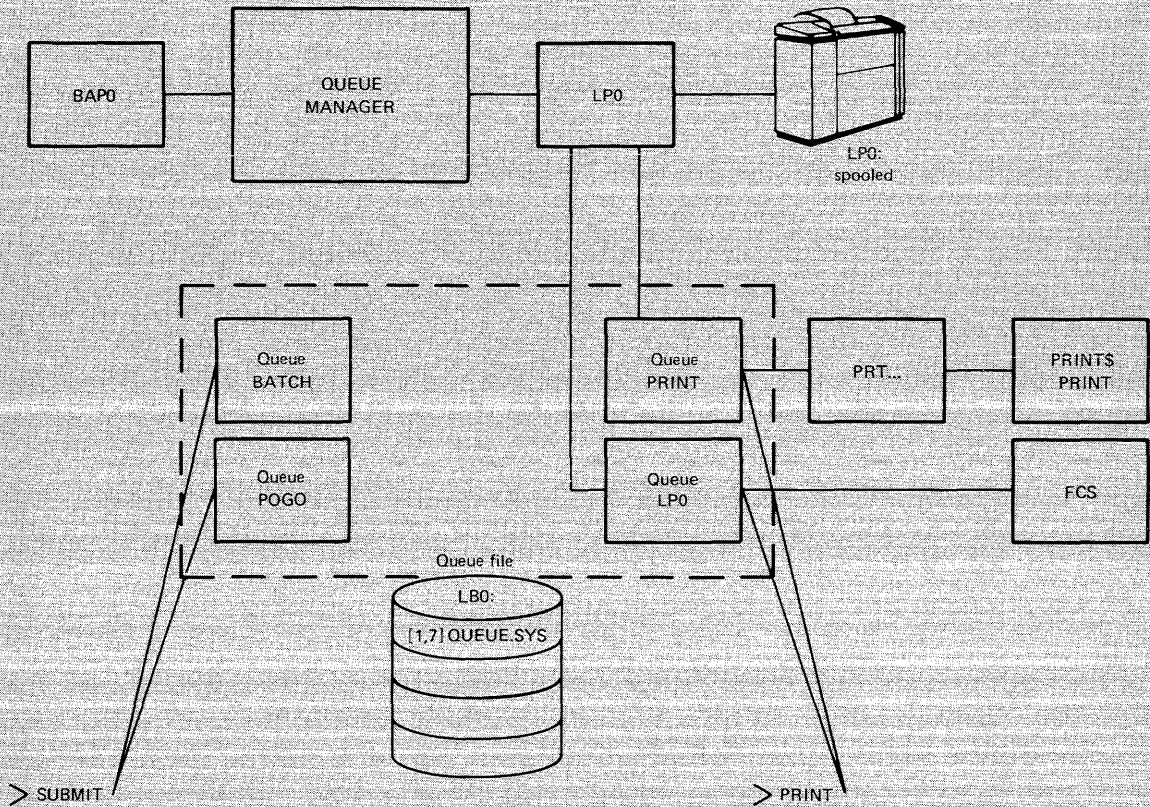 BAP0
QUEUE
MANAGER
LP0
LP0:
spooled
Queue
BATCH
Queue
PRINT
PRT...
PRINT$
PRINT
Queue
POGO
Queue
LP0
FCS
Queue file
LB0:
[1,7] QUEUE.SYS
> SUBMIT
> PRINT